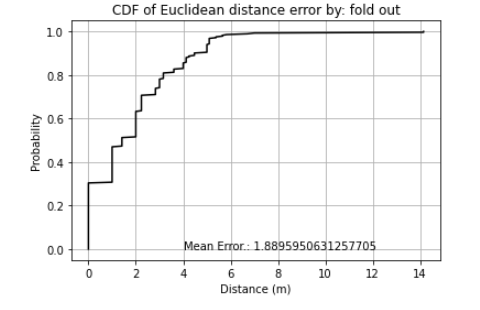 CDF of Euclidean distance error by: fold out
1.0
0.8
0.6
0.4
0.2
0.0
Probability
Mean Error.: 1.8895950631257705
0 2 4 6 8 10 12 14
Distance (m)